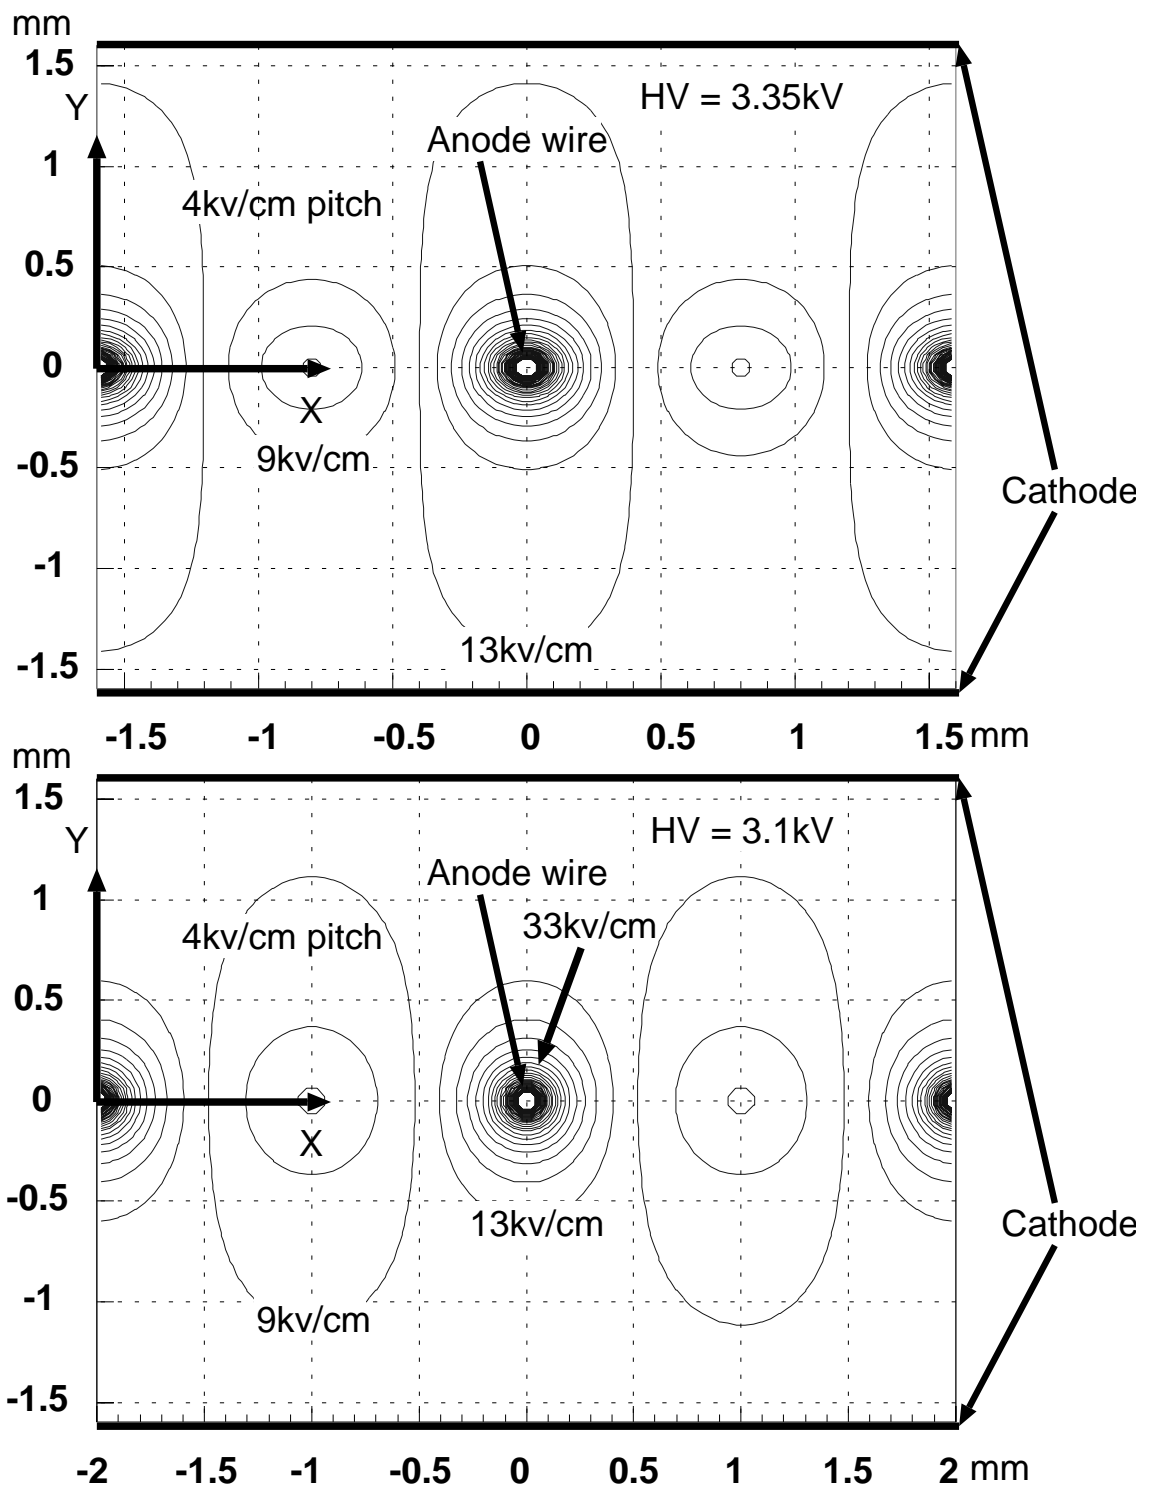 mm
1.5
Y
HV = 3.35kV
Anode wire
1
4kv/cm pitch
0.5
0
X
9kv/cm
-0.5
Cathode
-1
13kv/cm
-1.5
-1.5 -1 -0.5 0 0.5 1 1.5 mm
mm
1.5
Y
HV = 3.1kV
Anode wire
1
33kv/cm
4kv/cm pitch
0.5
0
X
-0.5
13kv/cm
Cathode
-1
9kv/cm
-1.5
-2 -1.5 -1 -0.5 0 0.5 1 1.5 2 mm